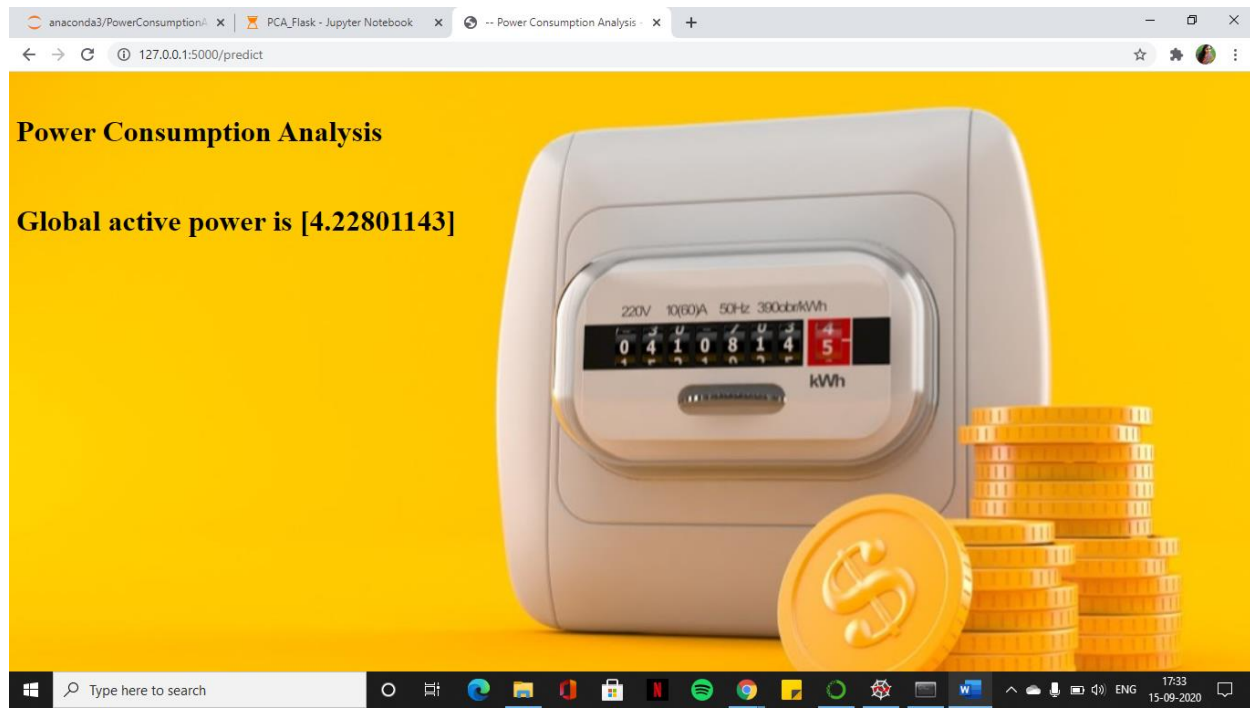 anaconda3/PowerConsumptionA
PCA_Flask - Jupyter Notebook
-- Power Consumption Analysis -
127.0.0.1:5000/predict
Power Consumption Analysis
Global active power is [4.22801143]
220V 10(60)A 50Hz 390obr/kWh
0 4 1 0 8 1 4 5
kWh
$
Type here to search
ENG
17:33
15-09-2020